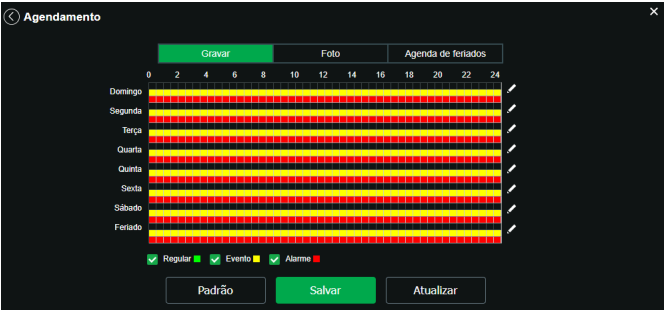 Agendamento
Gravar Foto Agenda de feriados
0 2 4 6 8 10 12 14 16 18 20 22 24
Domingo
Segunda
Terça
Quarta
Quinta
Sexta
Sábado
Feriado
Regular Evento Alarme
Padrão Salvar Atualizar